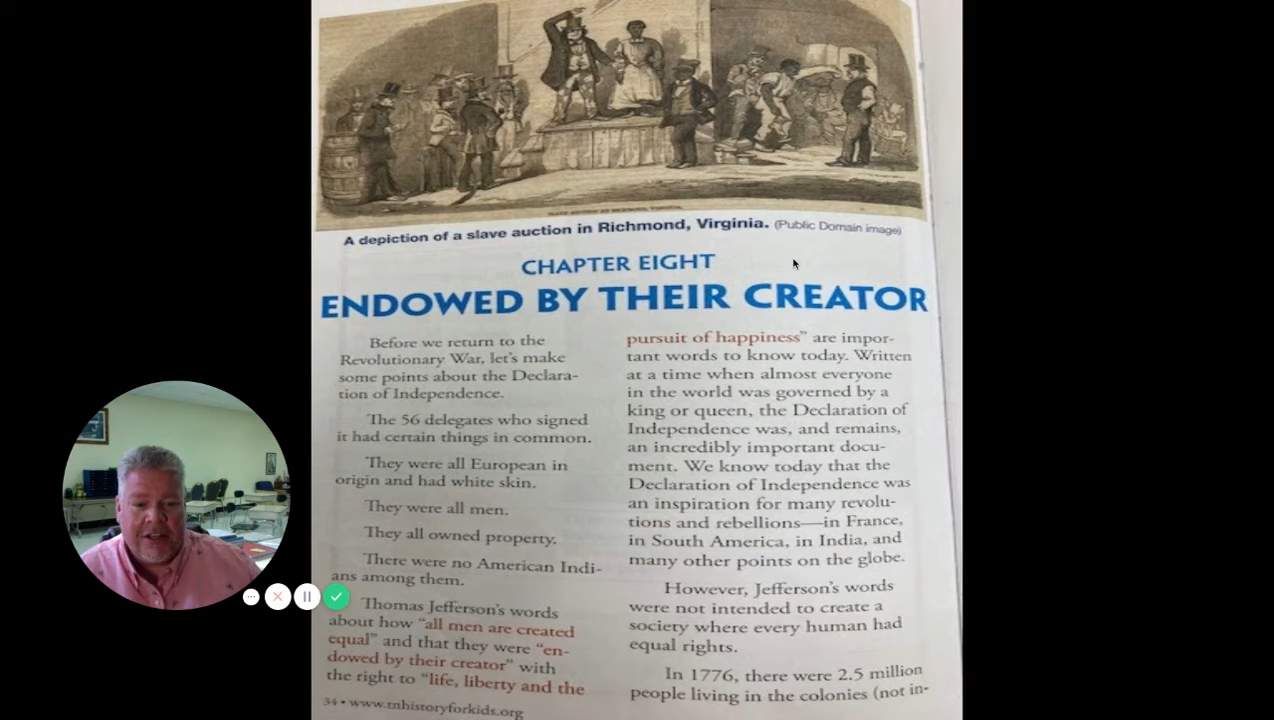 A depiction of a slave auction in Richmond, Virginia. (Public Domain image)
CHAPTER EIGHT
ENDOWED BY THEIR CREATOR
Before we return to the
Revolutionary War, let's make
some points about the Declara-
tion of Independence.
The 56 delegates who signed
it had certain things in common.
They were all European in
origin and had white skin.
They were all men.
They all owned property.
There were no American Indi-
ans among them.
Thomas Jefferson's words
about how "all men are created
equal" and that they were "en-
dowed by their creator" with
the right to "life, liberty and the
34 • www.tnhistoryforkids.org
pursuit of happiness" are impor-
tant words to know today. Written
at a time when almost everyone
in the world was governed by a
king or queen, the Declaration of
Independence was, and remains,
an incredibly important docu-
ment. We know today that the
Declaration of Independence was
an inspiration for many revolu-
tions and rebellions—in France,
in South America, in India, and
many other points on the globe.
However, Jefferson's words
were not intended to create a
society where every human had
equal rights.
In 1776, there were 2.5 million
people living in the colonies (not in-